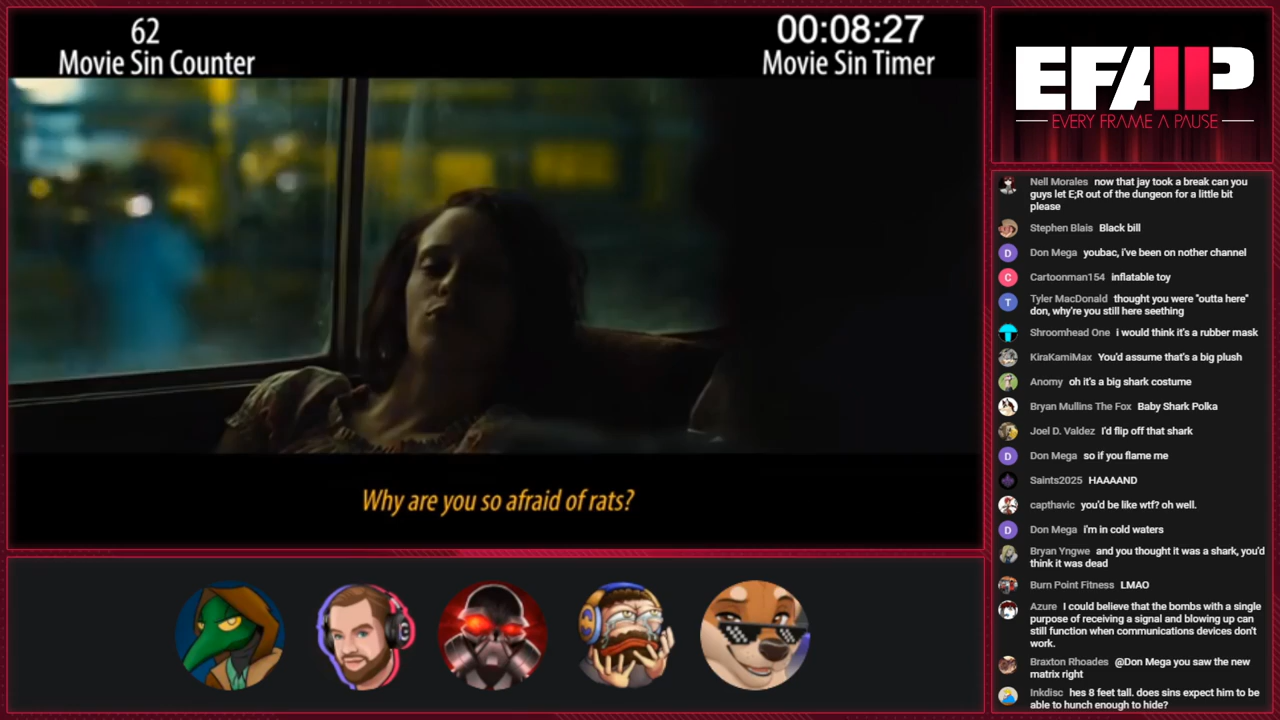 62
Movie Sin Counter
00:08:27
Movie Sin Timer
Why are you so afraid of rats?
EFAP
EVERY FRAME A PAUSE
Nell Morales now that jay took a break can you
guys let E;R out of the dungeon for a little bit
please
Stephen Blais Black bill
D Don Mega youbac, i've been on nother channel
C Cartoonman154 inflatable toy
T Tyler MacDonald thought you were "outta here"
don, why're you still here seething
Shroomhead One i would think it's a rubber mask
KiraKamiMax You'd assume that's a big plush
Anomy oh it's a big shark costume
Bryan Mullins The Fox Baby Shark Polka
Joel D. Valdez I'd flip off that shark
D Don Mega so if you flame me
Saints2025 HAAAAND
capthavic you'd be like wtf? oh well.
D Don Mega i'm in cold waters
Bryan Yngwe and you thought it was a shark, you'd
think it was dead
Burn Point Fitness LMAO
Azure I could believe that the bombs with a single
purpose of receiving a signal and blowing up can
still function when communications devices don't
work.
Braxton Rhoades @Don Mega you saw the new
matrix right
Inkdisc hes 8 feet tall. does sins expect him to be
able to hunch enough to hide?